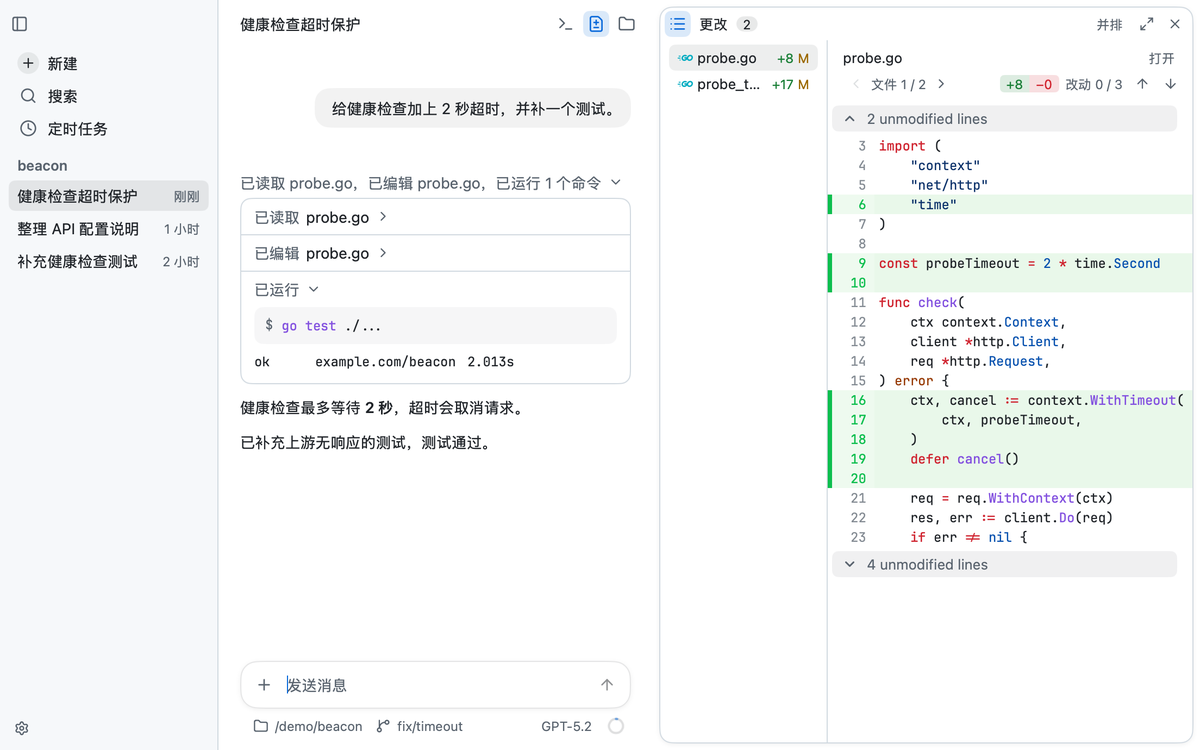 新建
搜索
定时任务
beacon
健康检查超时保护 刚刚
整理 API 配置说明 1 小时
补充健康检查测试 2 小时
健康检查超时保护
给健康检查加上 2 秒超时，并补一个测试。
已读取 probe.go，已编辑 probe.go，已运行 1 个命令
已读取 probe.go
已编辑 probe.go
已运行
$ go test ./...
ok example.com/beacon 2.013s
健康检查最多等待 2 秒，超时会取消请求。
已补充上游无响应的测试，测试通过。
发送消息
/demo/beacon fix/timeout GPT-5.2
更改 2 并排
probe.go +8 M
probe_t... +17 M
probe.go 打开
文件 1 / 2 +8 −0 改动 0 / 3
2 unmodified lines
3 import (
4 "context"
5 "net/http"
6 "time"
7 )
8
9 const probeTimeout = 2 * time.Second
10
11 func check(
12 ctx context.Context,
13 client *http.Client,
14 req *http.Request,
15 ) error {
16 ctx, cancel := context.WithTimeout(
17 ctx, probeTimeout,
18 )
19 defer cancel()
20
21 req = req.WithContext(ctx)
22 res, err := client.Do(req)
23 if err ≠ nil {
4 unmodified lines